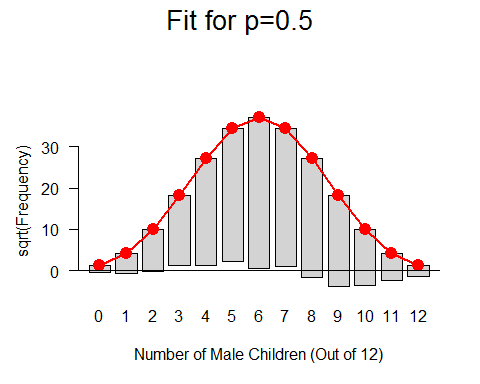 Fit for p=0.5
sqrt(Frequency)
30
20
10
0
0 1 2 3 4 5 6 7 8 9 10 11 12
Number of Male Children (Out of 12)